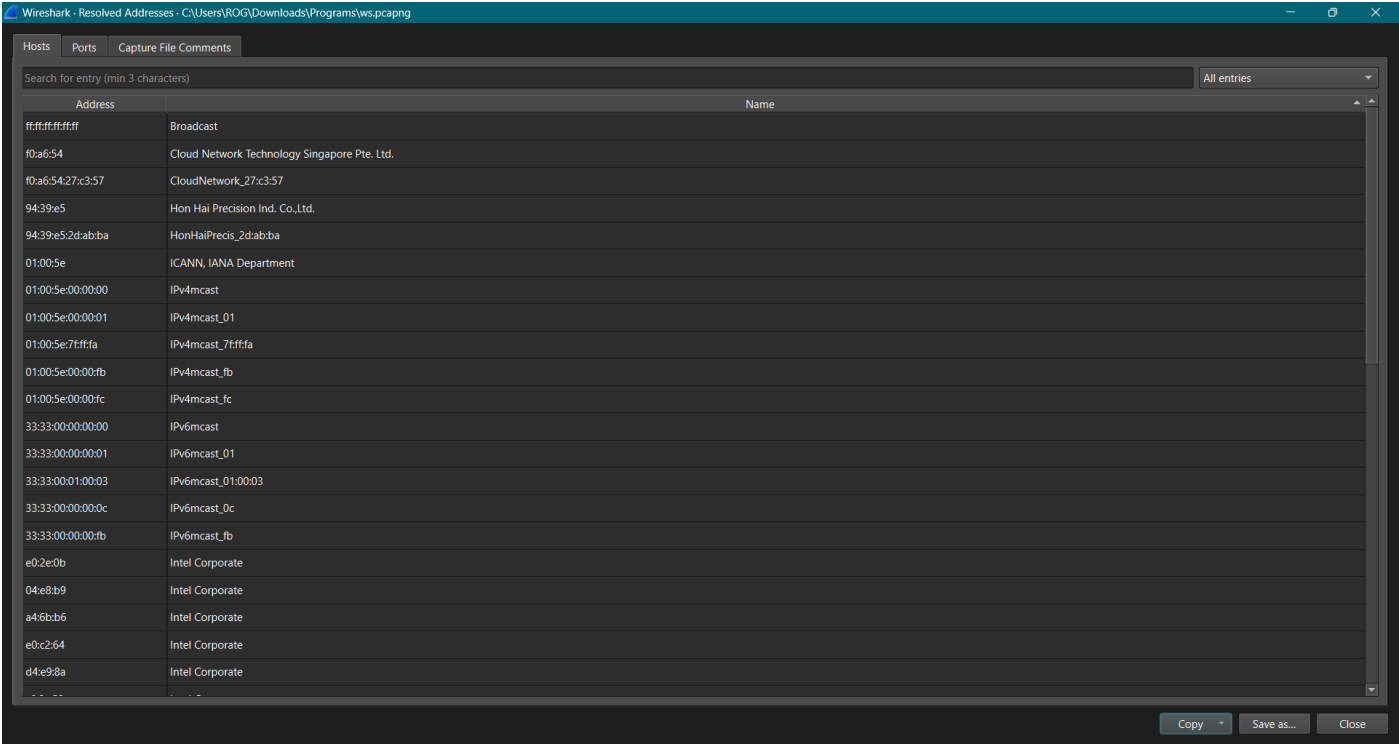 Wireshark · Resolved Addresses · C:\Users\ROG\Downloads\Programs\ws.pcapng
Hosts Ports Capture File Comments
Search for entry (min 3 characters) All entries
Address Name
ff:ff:ff:ff:ff:ff Broadcast
f0:a6:54 Cloud Network Technology Singapore Pte. Ltd.
f0:a6:54:27:c3:57 CloudNetwork_27:c3:57
94:39:e5 Hon Hai Precision Ind. Co.,Ltd.
94:39:e5:2d:ab:ba HonHaiPrecis_2d:ab:ba
01:00:5e ICANN, IANA Department
01:00:5e:00:00:00 IPv4mcast
01:00:5e:00:00:01 IPv4mcast_01
01:00:5e:7f:ff:fa IPv4mcast_7f:ff:fa
01:00:5e:00:00:fb IPv4mcast_fb
01:00:5e:00:00:fc IPv4mcast_fc
33:33:00:00:00:00 IPv6mcast
33:33:00:00:00:01 IPv6mcast_01
33:33:00:01:00:03 IPv6mcast_01:00:03
33:33:00:00:00:0c IPv6mcast_0c
33:33:00:00:00:fb IPv6mcast_fb
e0:2e:0b Intel Corporate
04:e8:b9 Intel Corporate
a4:6b:b6 Intel Corporate
e0:c2:64 Intel Corporate
d4:e9:8a Intel Corporate
Copy Save as... Close